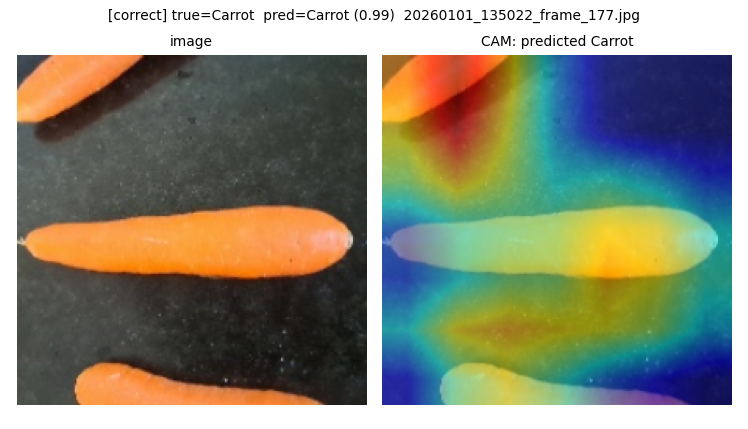 [correct] true=Carrot  pred=Carrot (0.99)  20260101_135022_frame_177.jpg
image
CAM: predicted Carrot